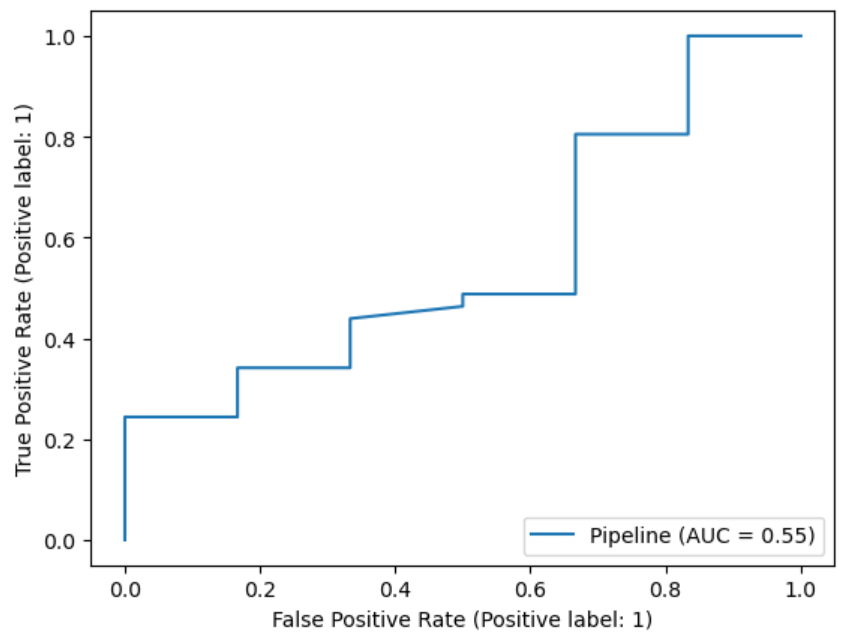 1.0
0.8
0.6
0.4
0.2
0.0
True Positive Rate (Positive label: 1)
Pipeline (AUC = 0.55)
0.0 0.2 0.4 0.6 0.8 1.0
False Positive Rate (Positive label: 1)